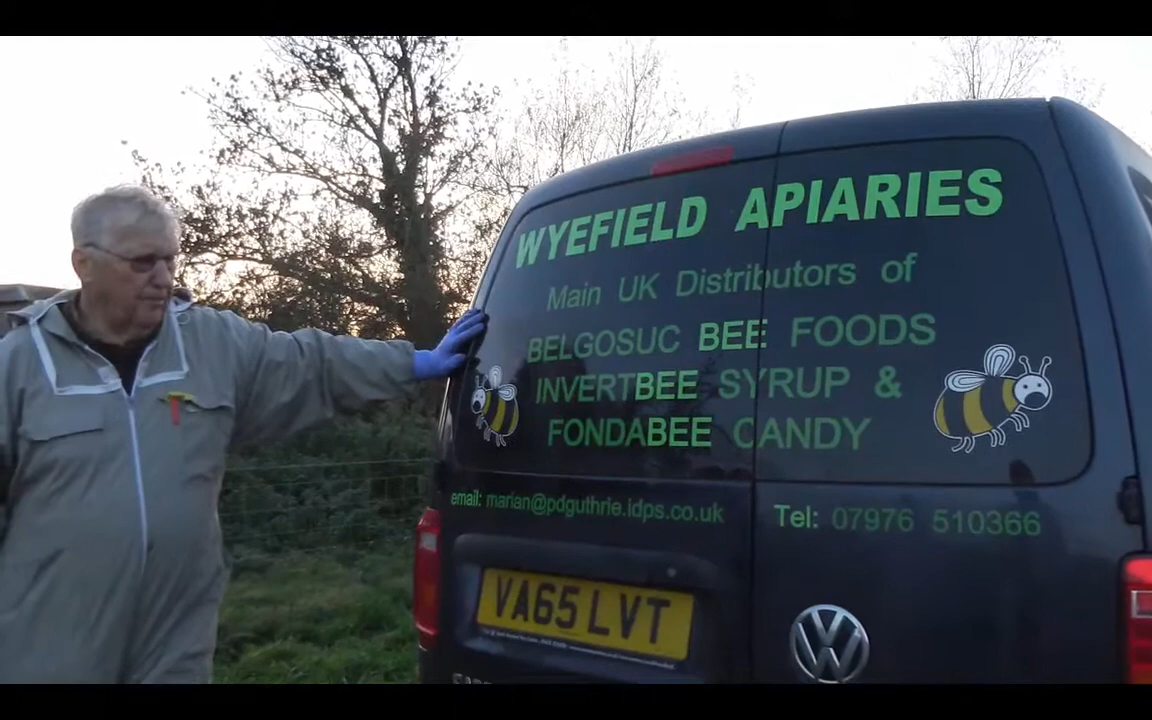 WYEFIELD APIARIES
Main UK Distributors of
BELGOSUC BEE FOODS
INVERTBEE SYRUP &
FONDABEE CANDY
email: marian@pdguthrie.idps.co.uk
Tel: 07976 510366
VA65 LVT